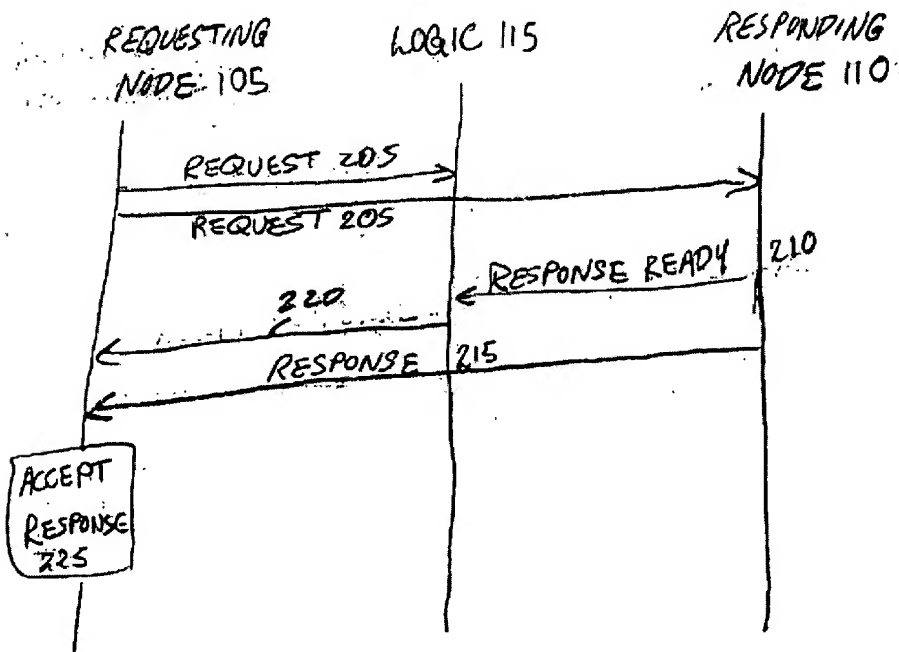 REQUESTING
NODE 105
LOGIC 115
RESPONDING
NODE 110
REQUEST 205
REQUEST 205
RESPONSE READY 210
220
RESPONSE 215
ACCEPT
RESPONSE
225